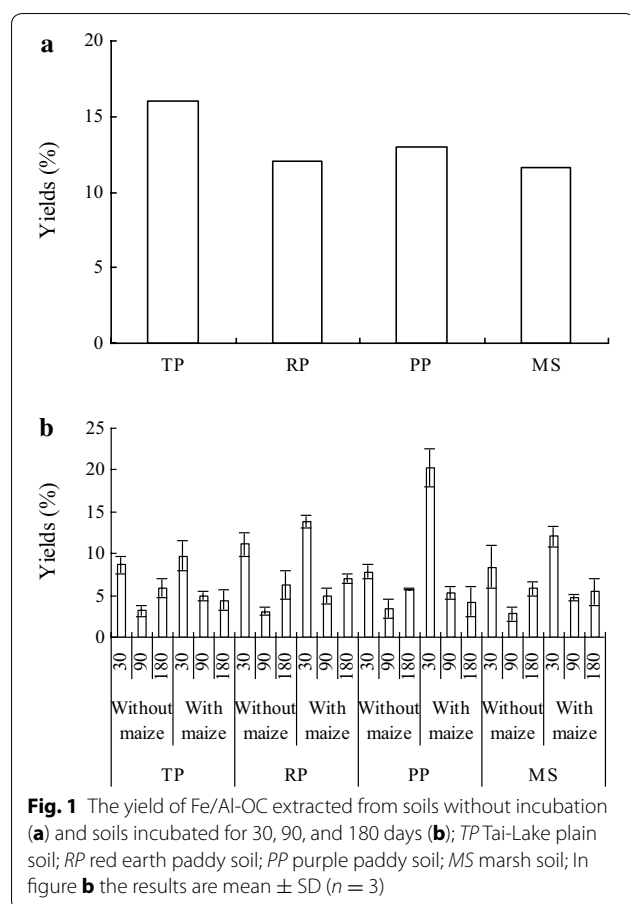 a
Yields (%)
20
15
10
5
0
TP RP PP MS
b
Yields (%)
25
20
15
10
5
0
30 90 180 30 90 180 30 90 180 30 90 180 30 90 180 30 90 180 30 90 180 30 90 180
Without With Without With Without With Without With
maize maize maize maize maize maize maize maize
TP RP PP MS
Fig. 1 The yield of Fe/Al-OC extracted from soils without incubation
(a) and soils incubated for 30, 90, and 180 days (b); TP Tai-Lake plain
soil; RP red earth paddy soil; PP purple paddy soil; MS marsh soil; In
figure b the results are mean ± SD (n = 3)